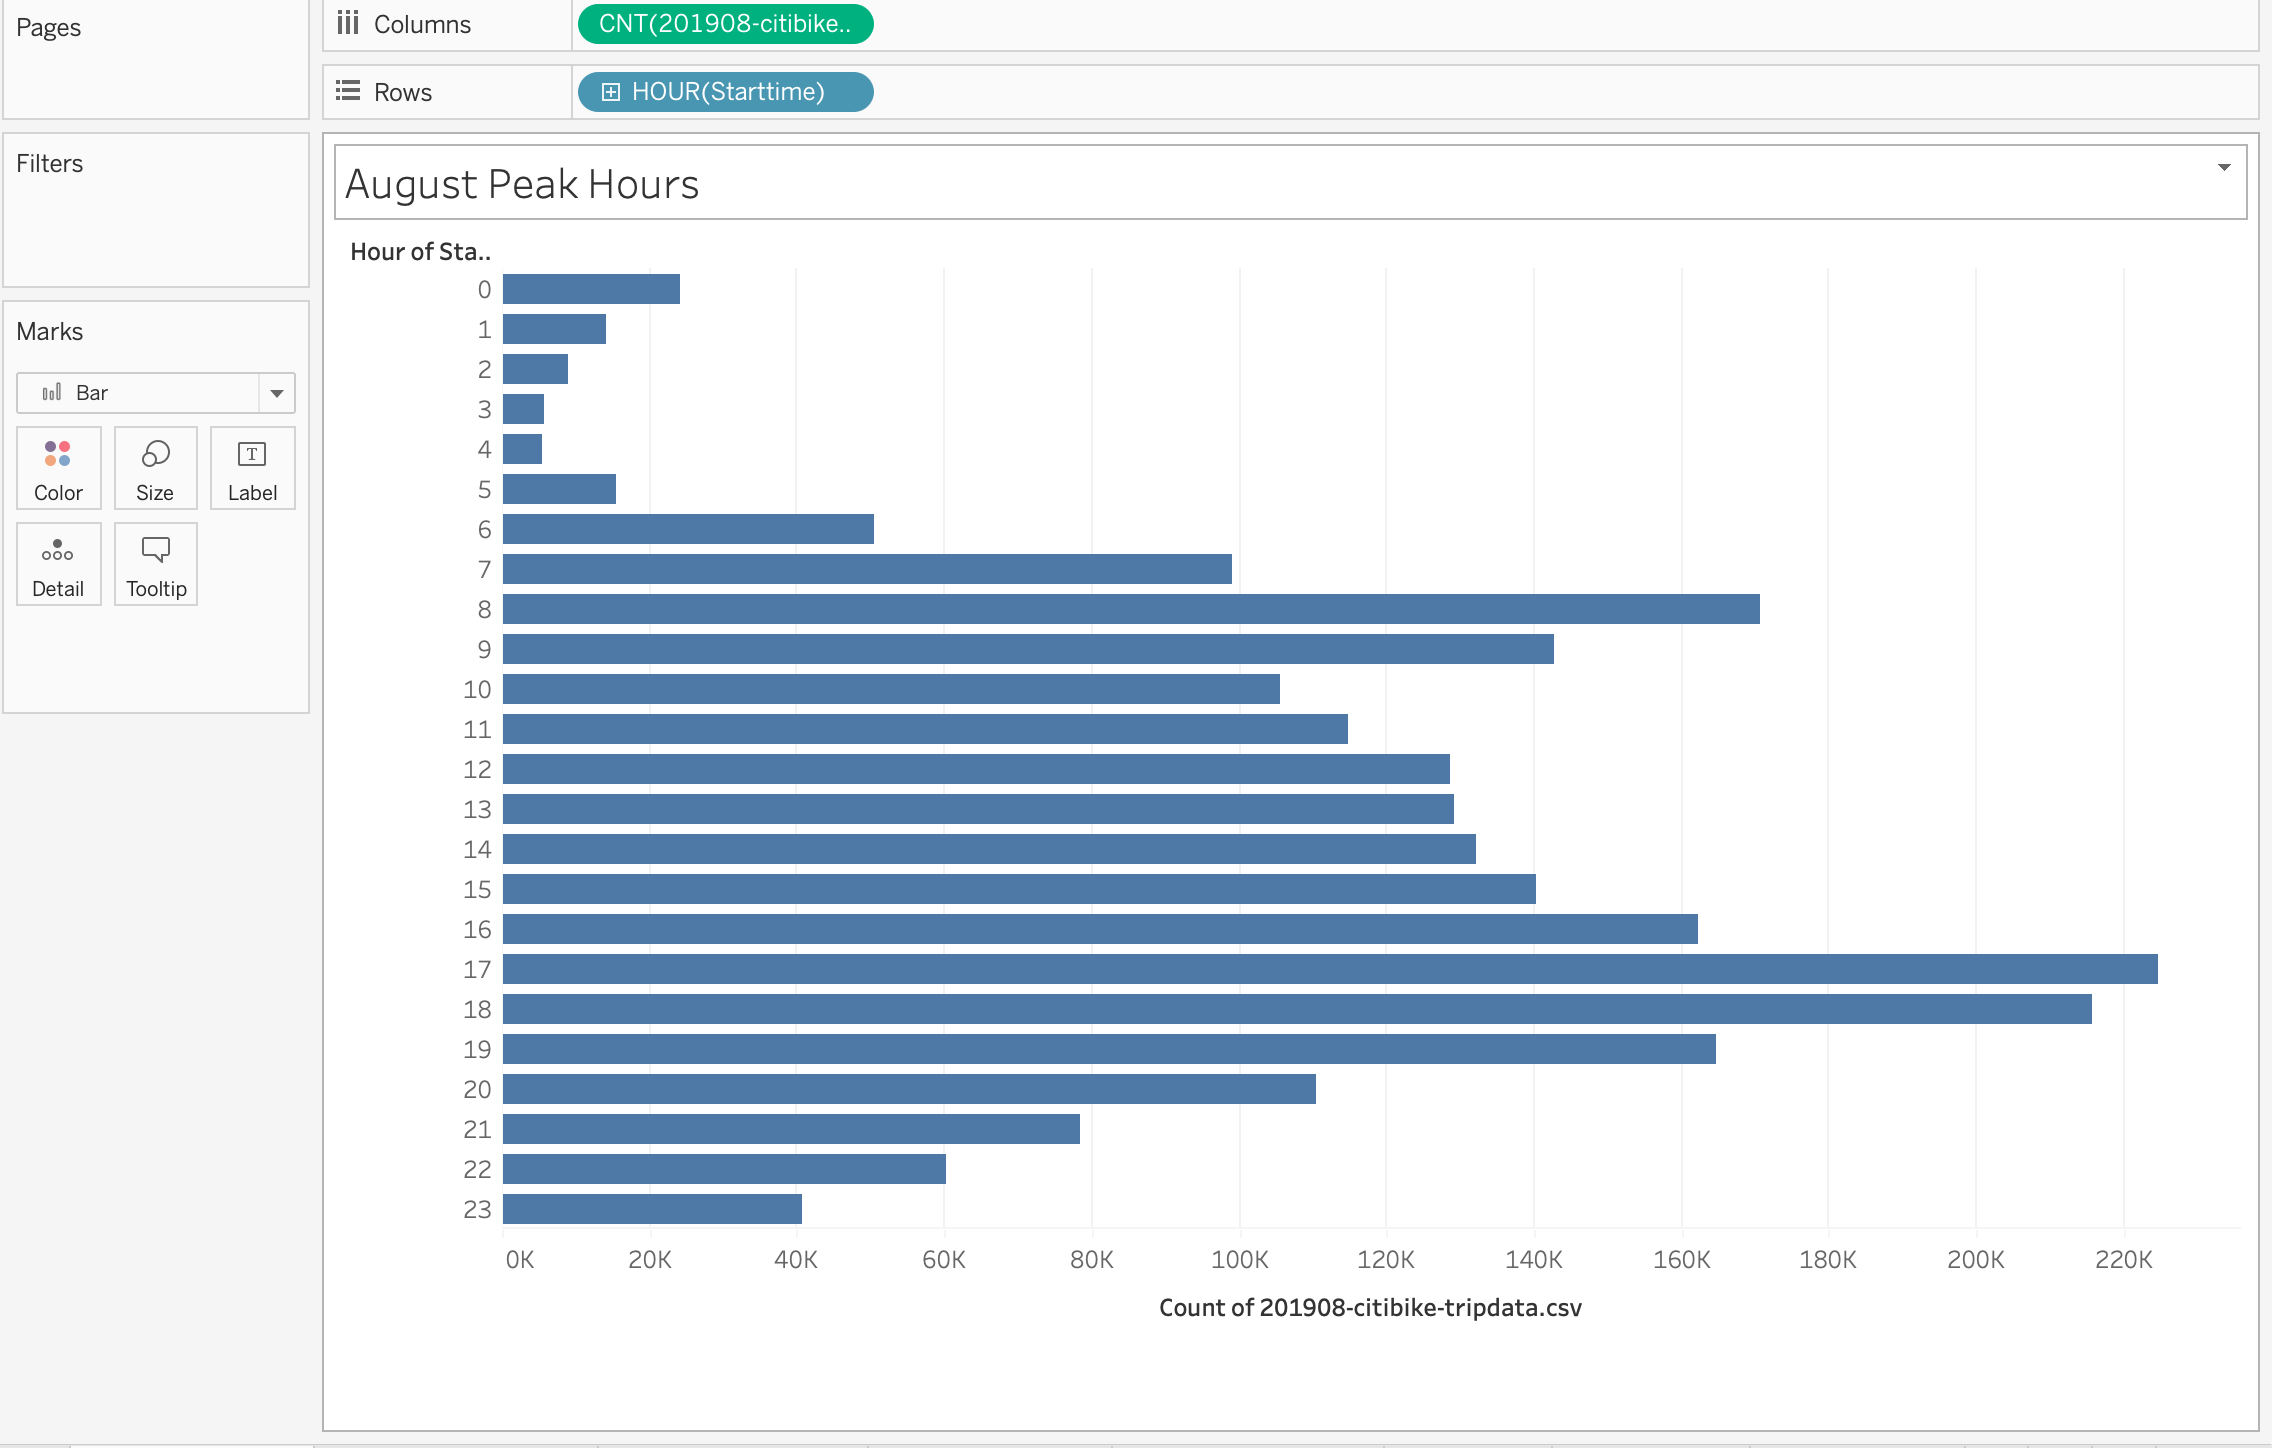 Pages
Columns
CNT(201908-citibike..
Rows
HOUR(Starttime)
Filters
August Peak Hours
Marks
Bar
Color
Size
T
Label
Detail
Tooltip
Hour of Sta..
0
1
2
3
4
5
6
7
8
9
10
11
12
13
14
15
16
17
18
19
20
21
22
23
0K 20K 40K 60K 80K 100K 120K 140K 160K 180K 200K 220K
Count of 201908-citibike-tripdata.csv